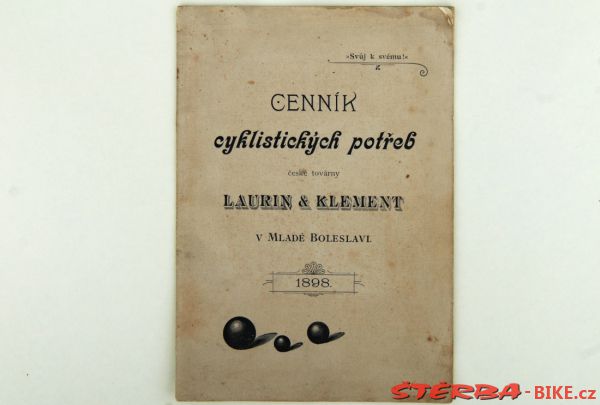 »Svůj k svému!«
CENNÍK
cyklistických potřeb
české továrny
LAURIN & KLEMENT
V MLADÉ BOLESLAVI.
1898.
ŠTĚRBA-BIKE.cz